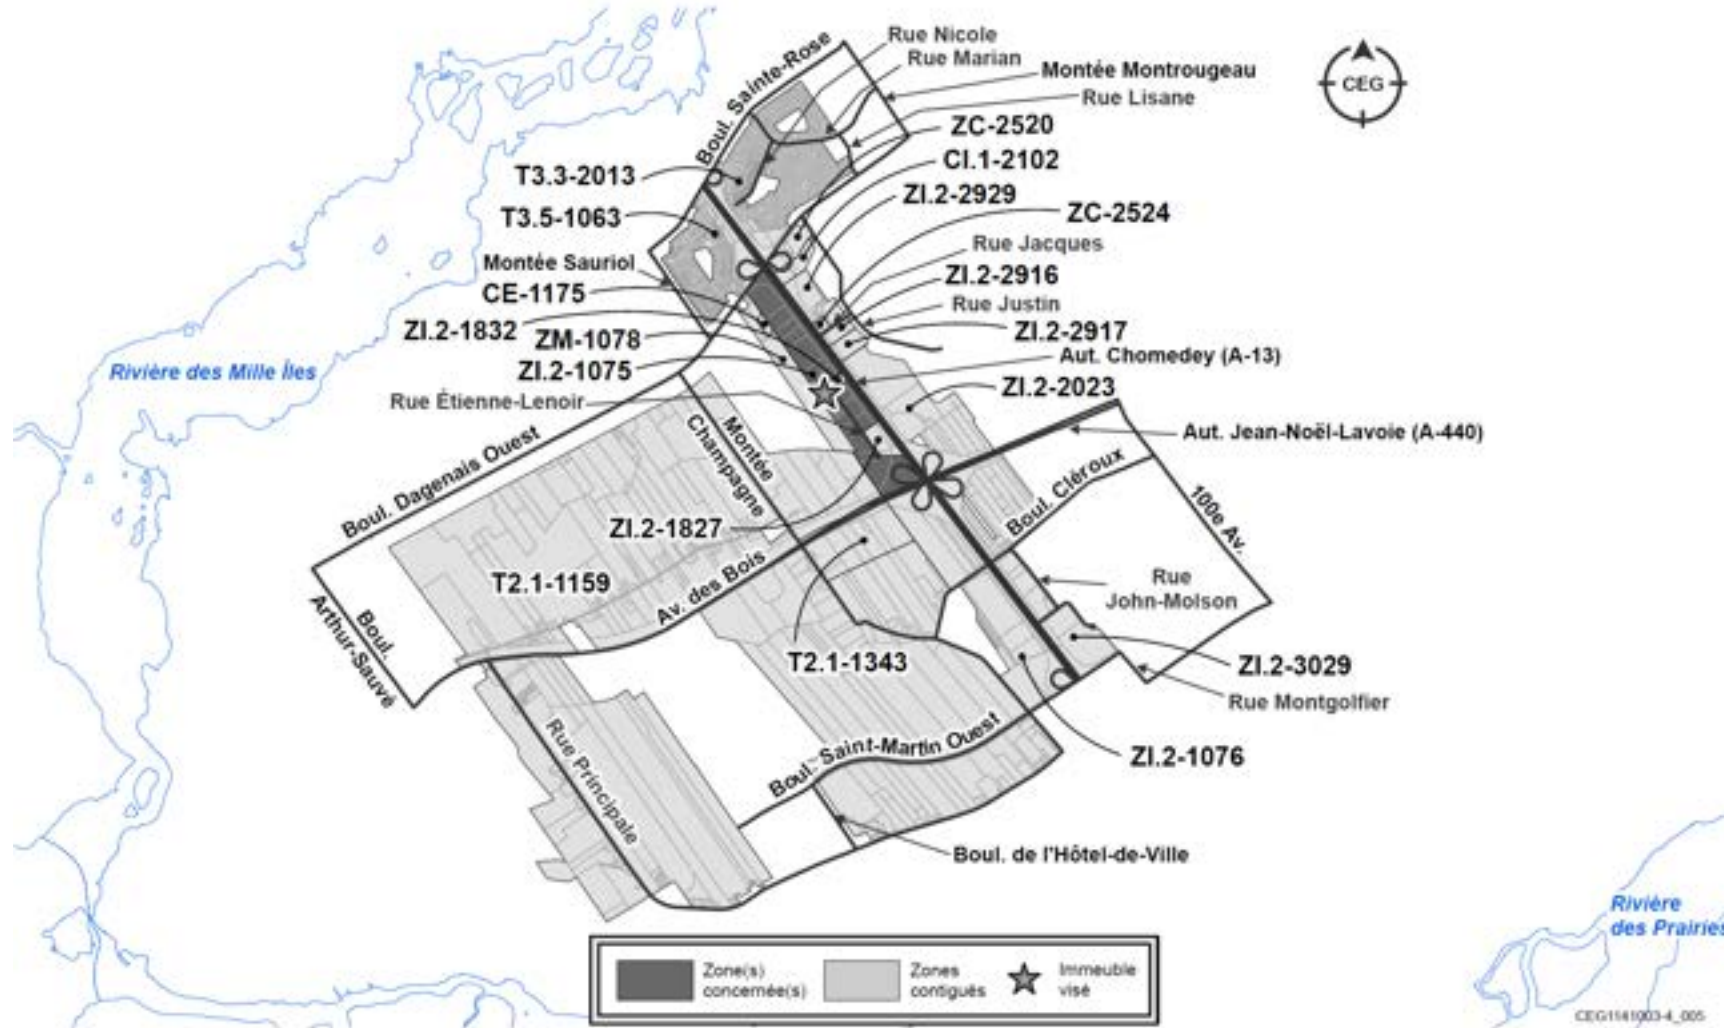 Rue Nicole
Rue Marian
Montée Montrougeau
Rue Lisane
CEG
Boul. Sainte-Rose
ZC-2520
CI.1-2102
T3.3-2013
ZI.2-2929
T3.5-1063
ZC-2524
Rue Jacques
Montée Sauriol
ZI.2-2916
CE-1175
Rue Justin
ZI.2-1832
ZM-1078
ZI.2-2917
Aut. Chomedey (A-13)
ZI.2-1075
Rivière des Mille Îles
ZI.2-2023
Rue Étienne-Lenoir
Aut. Jean-Noël-Lavoie (A-440)
Montée
Champagne
Boul. Dagenais Ouest
Boul. Cléroux
100e Av.
ZI.2-1827
T2.1-1159
Av. des Bois
Rue
John-Molson
Boul.
Arthur-Sauvé
T2.1-1343
ZI.2-3029
Rue Montgolfier
Rue Principale
Boul. Saint-Martin Ouest
ZI.2-1076
Boul. de l'Hôtel-de-Ville
Rivière
des Prairies
Zone(s)
concernée(s)
Zones
contiguës
Immeuble
visé
CEG1141003-4_005